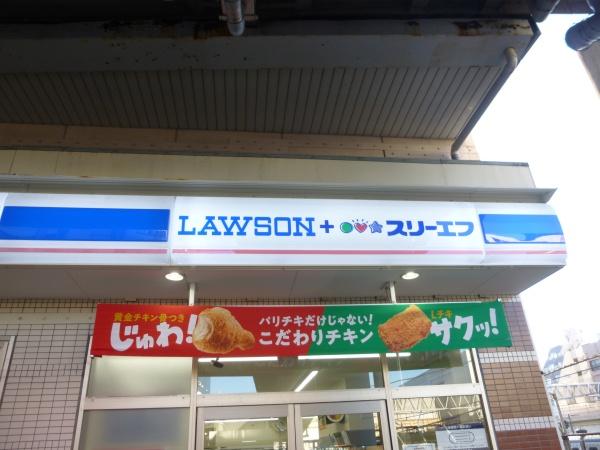 LAWSON+スリーエフ
黄金チキン骨つき
じゅわ!
パリチキだけじゃない!
こだわりチキン
Lチキ
サクッ!